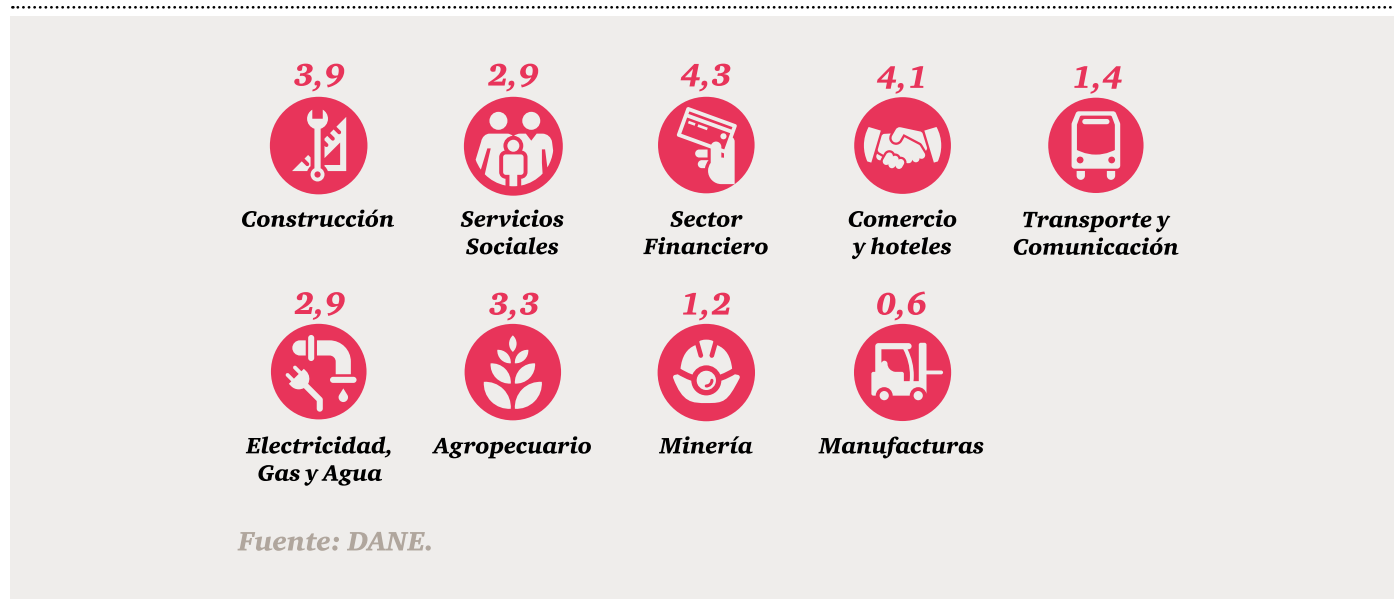 3,9
Construcción
2,9
Servicios
Sociales
4,3
Sector
Financiero
4,1
Comercio
y hoteles
1,4
Transporte y
Comunicación
2,9
Electricidad,
Gas y Agua
3,3
Agropecuario
1,2
Minería
0,6
Manufacturas
Fuente: DANE.